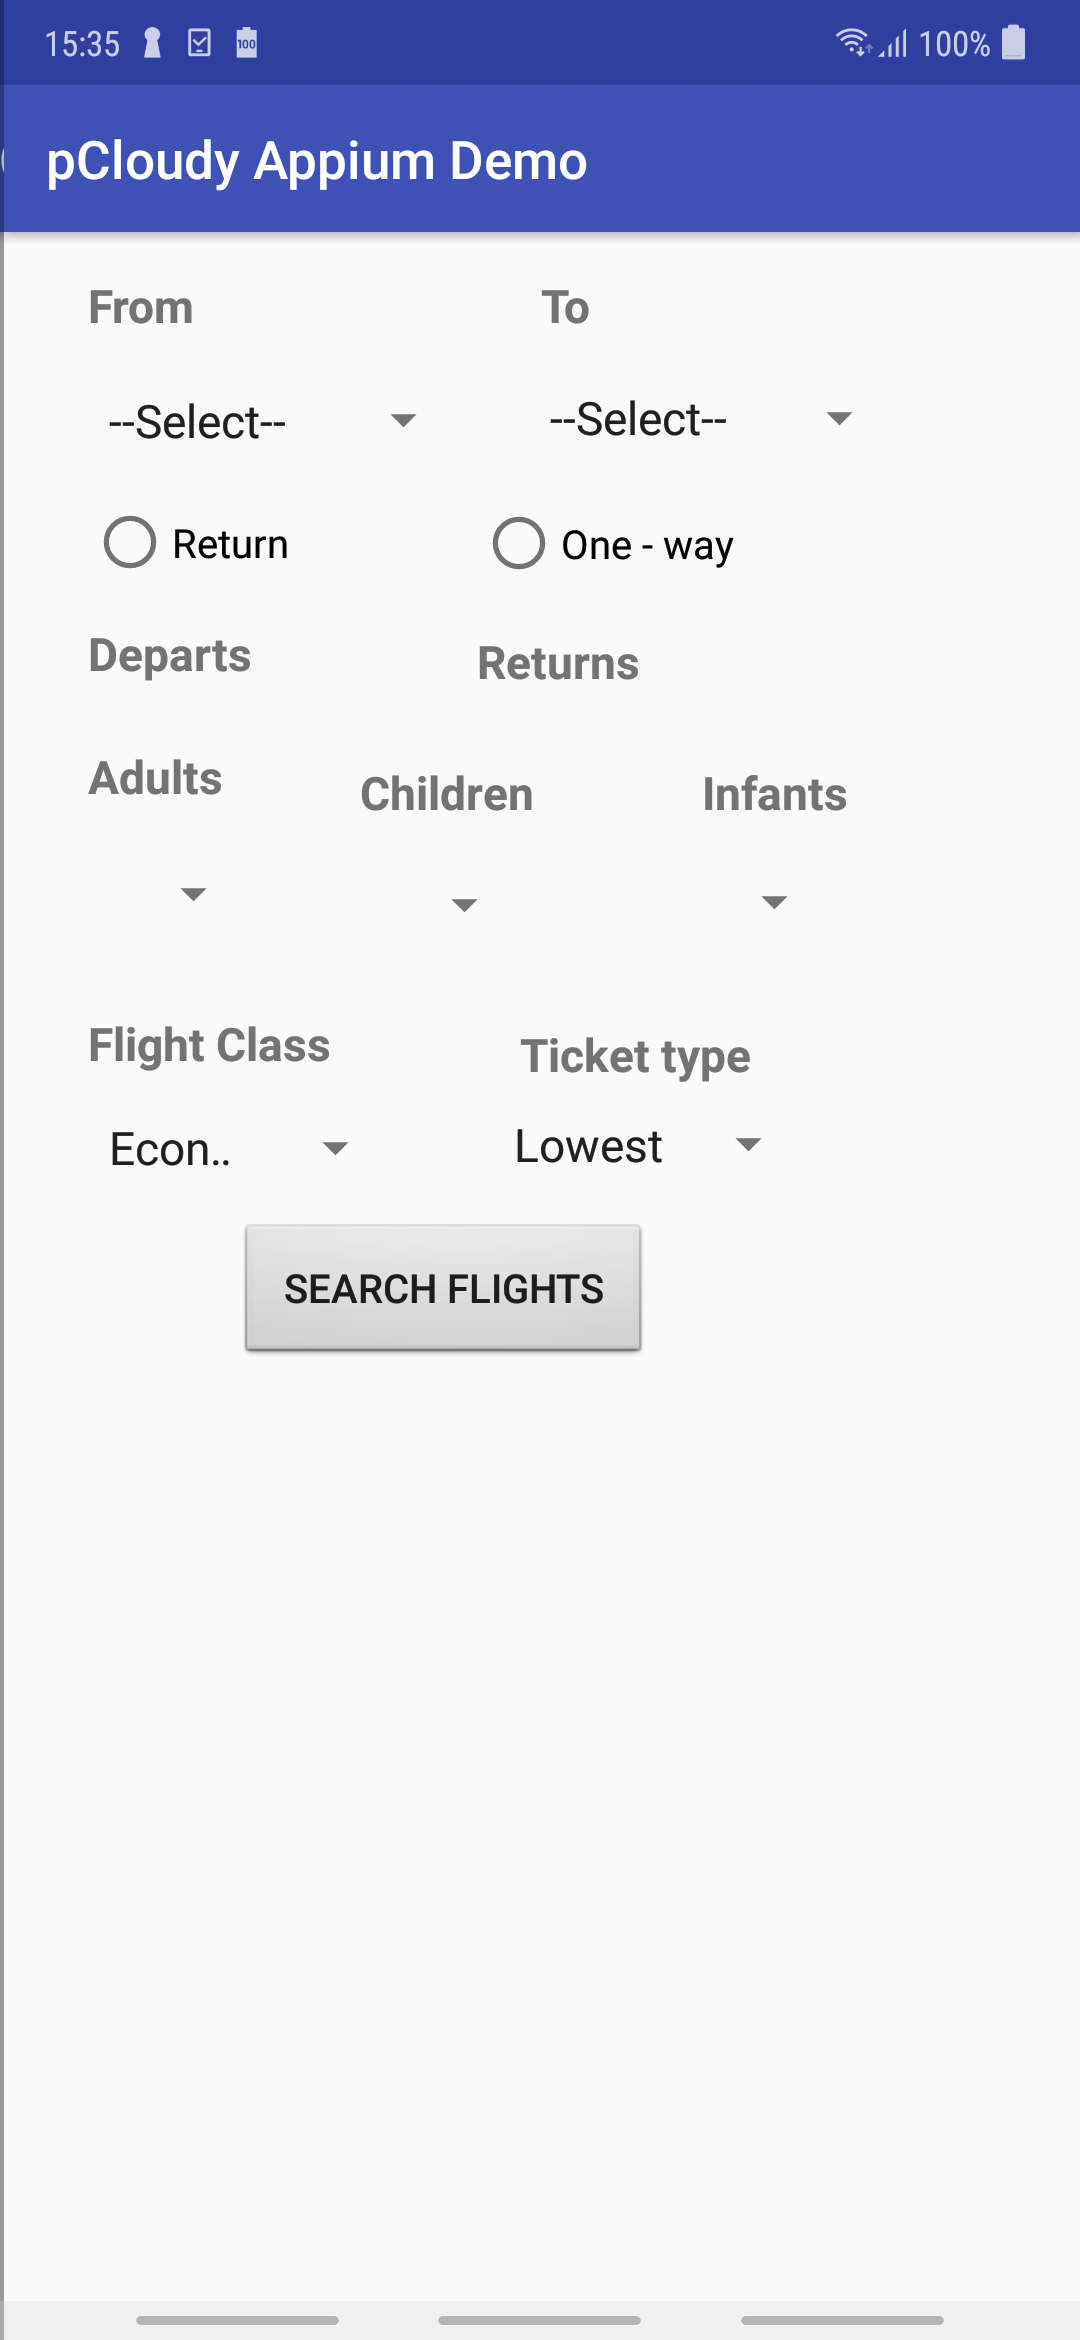 15:35 100 100%
pCloudy Appium Demo
From To
--Select-- --Select--
Return One - way
Departs Returns
Adults Children Infants
Flight Class Ticket type
Econ.. Lowest
SEARCH FLIGHTS